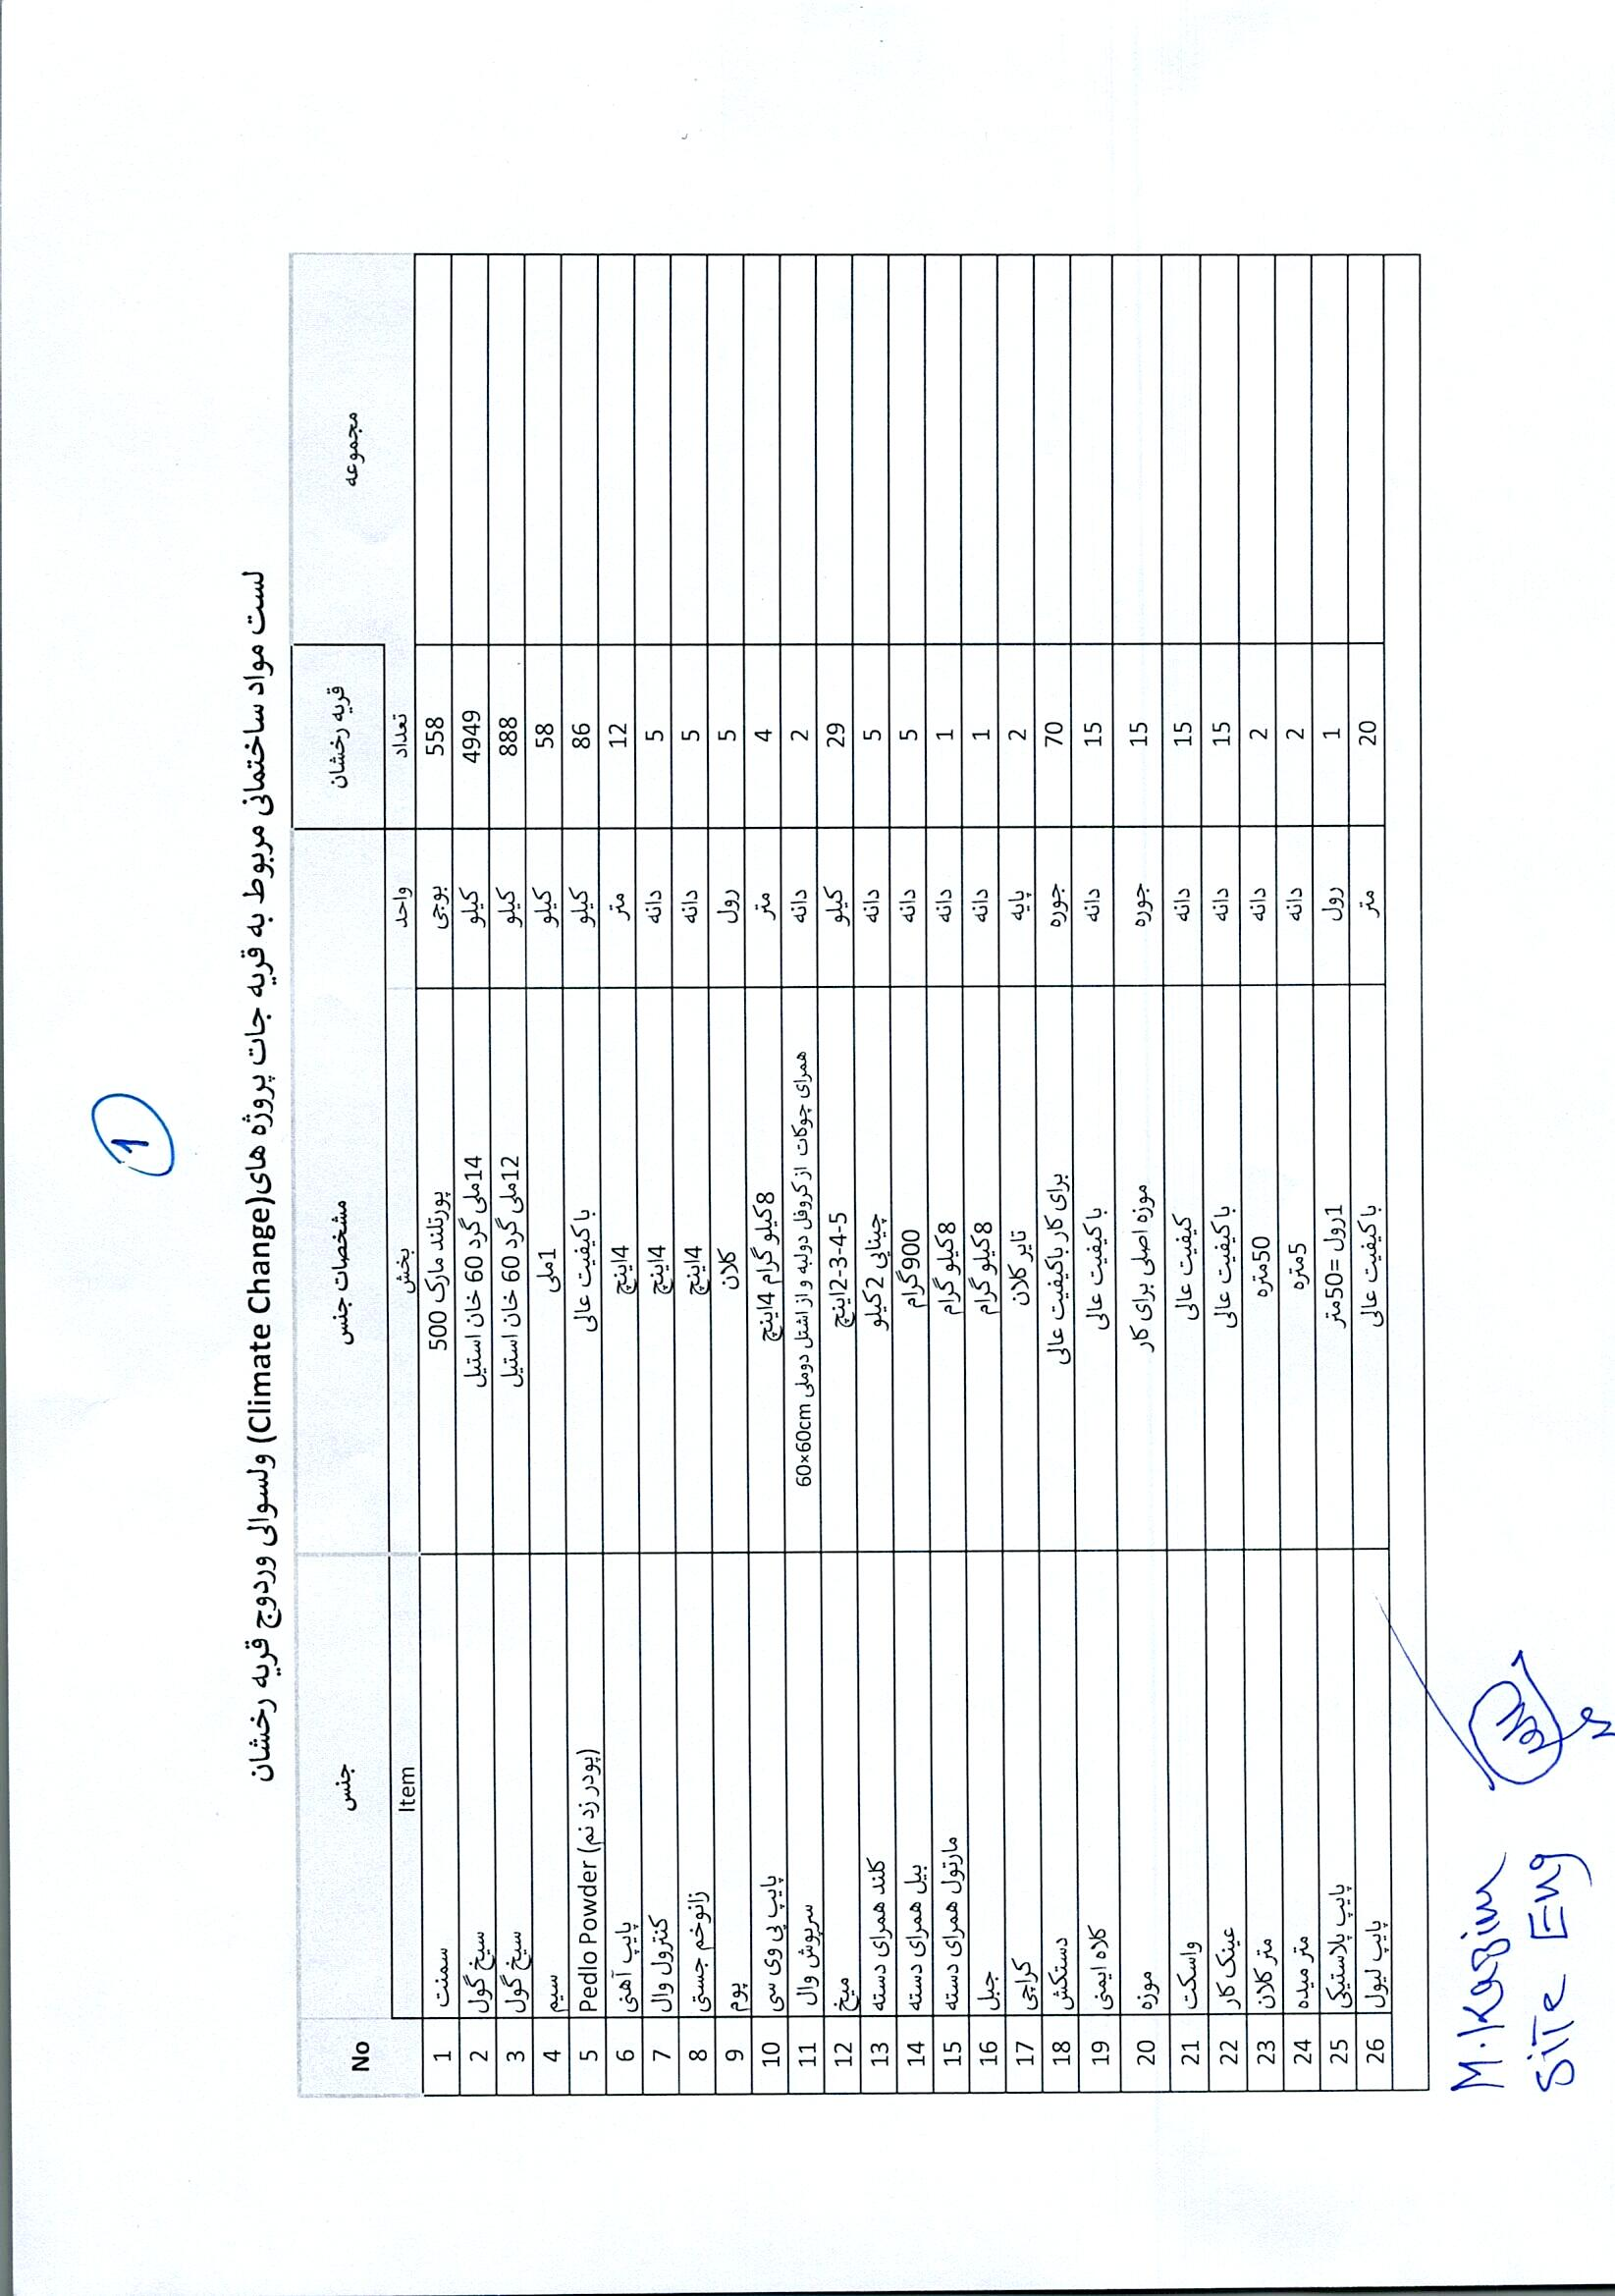 1
لست مواد ساختمانی مربوط به قریه جات پروژه های(Climate Change) ولسوالی وردوج قریه رخشان
No جنس مشخصات جنس قریه رخشان مجموعه
Item بخش واحد تعداد
1 سمنت پورتلند مارک 500 بوجی 558
2 سیخ گول 14ملی گرد 60 خان استیل کیلو 4949
3 سیخ گول 12ملی گرد 60 خان استیل کیلو 888
4 سیم 1ملی کیلو 58
5 Pedlo Powder (پودر زد نم) با کیفیت عالی کیلو 86
6 پایپ آهنی 4اینچ متر 12
7 کنترول وال 4اینچ دانه 5
8 زانوخم جستی 4اینچ دانه 5
9 پوم کلان رول 5
10 پایپ پی وی سی 8کیلو گرام 4اینچ متر 4
11 سرپوش وال همرای چوکات از کروفل دولبه و از اشتل دوملی 60×60cm دانه 2
12 میخ 2-3-4-5اینچ کیلو 29
13 کلند همرای دسته چینایی 2کیلو دانه 5
14 بیل همرای دسته 900گرام دانه 5
15 مارتول همرای دسته 8کیلو گرام دانه 1
16 جبل 8کیلو گرام دانه 1
17 کراچی تایر کلان پایه 2
18 دستکش برای کار باکیفیت عالی جوره 70
19 کلاه ایمنی با کیفیت عالی دانه 15
20 موزه موزه اصلی برای کار جوره 15
21 واسکت کیفیت عالی دانه 15
22 عینک کار با کیفیت عالی دانه 15
23 متر کلان 50متره دانه 2
24 متر میده 5متره دانه 2
25 پایپ پلاستیکی 1رول =50متر رول 1
26 پایپ لیول با کیفیت عالی متر 20
M.Kasim
Site Eng